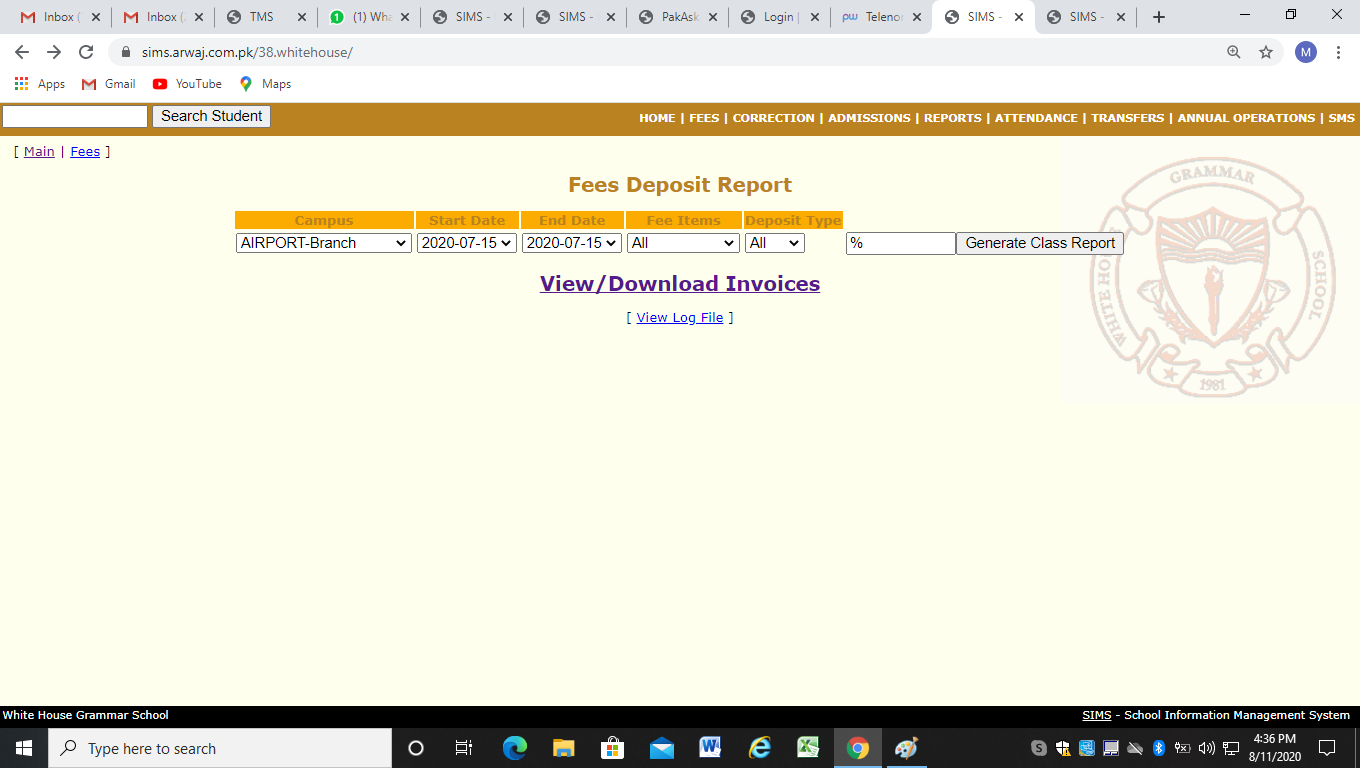 Inbox (
Inbox (
TMS
(1) Wha
SIMS -
SIMS -
PakAsk
Login |
Telenor
SIMS -
SIMS -
sims.arwaj.com.pk/38.whitehouse/
M
Apps
Gmail
YouTube
Maps
Search Student
HOME | FEES | CORRECTION | ADMISSIONS | REPORTS | ATTENDANCE | TRANSFERS | ANNUAL OPERATIONS | SMS
[ Main | Fees ]
Fees Deposit Report
Campus Start Date End Date Fee Items Deposit Type
AIRPORT-Branch 2020-07-15 2020-07-15 All All % Generate Class Report
View/Download Invoices
[ View Log File ]
WHITE HOUSE GRAMMAR SCHOOL
1981
White House Grammar School
SIMS - School Information Management System
Type here to search
4:36 PM
8/11/2020